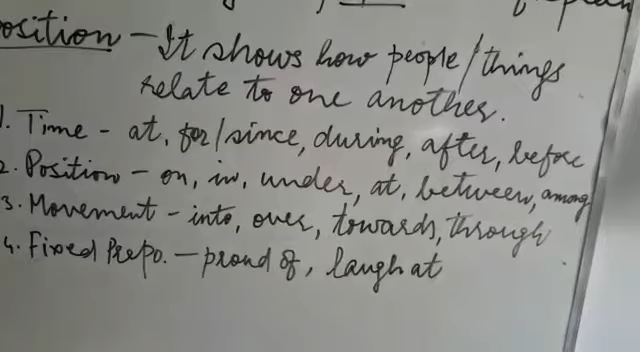 osition - It shows how people/things
relate to one another.
1. Time - at, for/since, during, after, before
2. Position - on, in, under, at, between, among
3. Movement - into, over, towards, through
4. Fixed Prepo. - proud of, laugh at